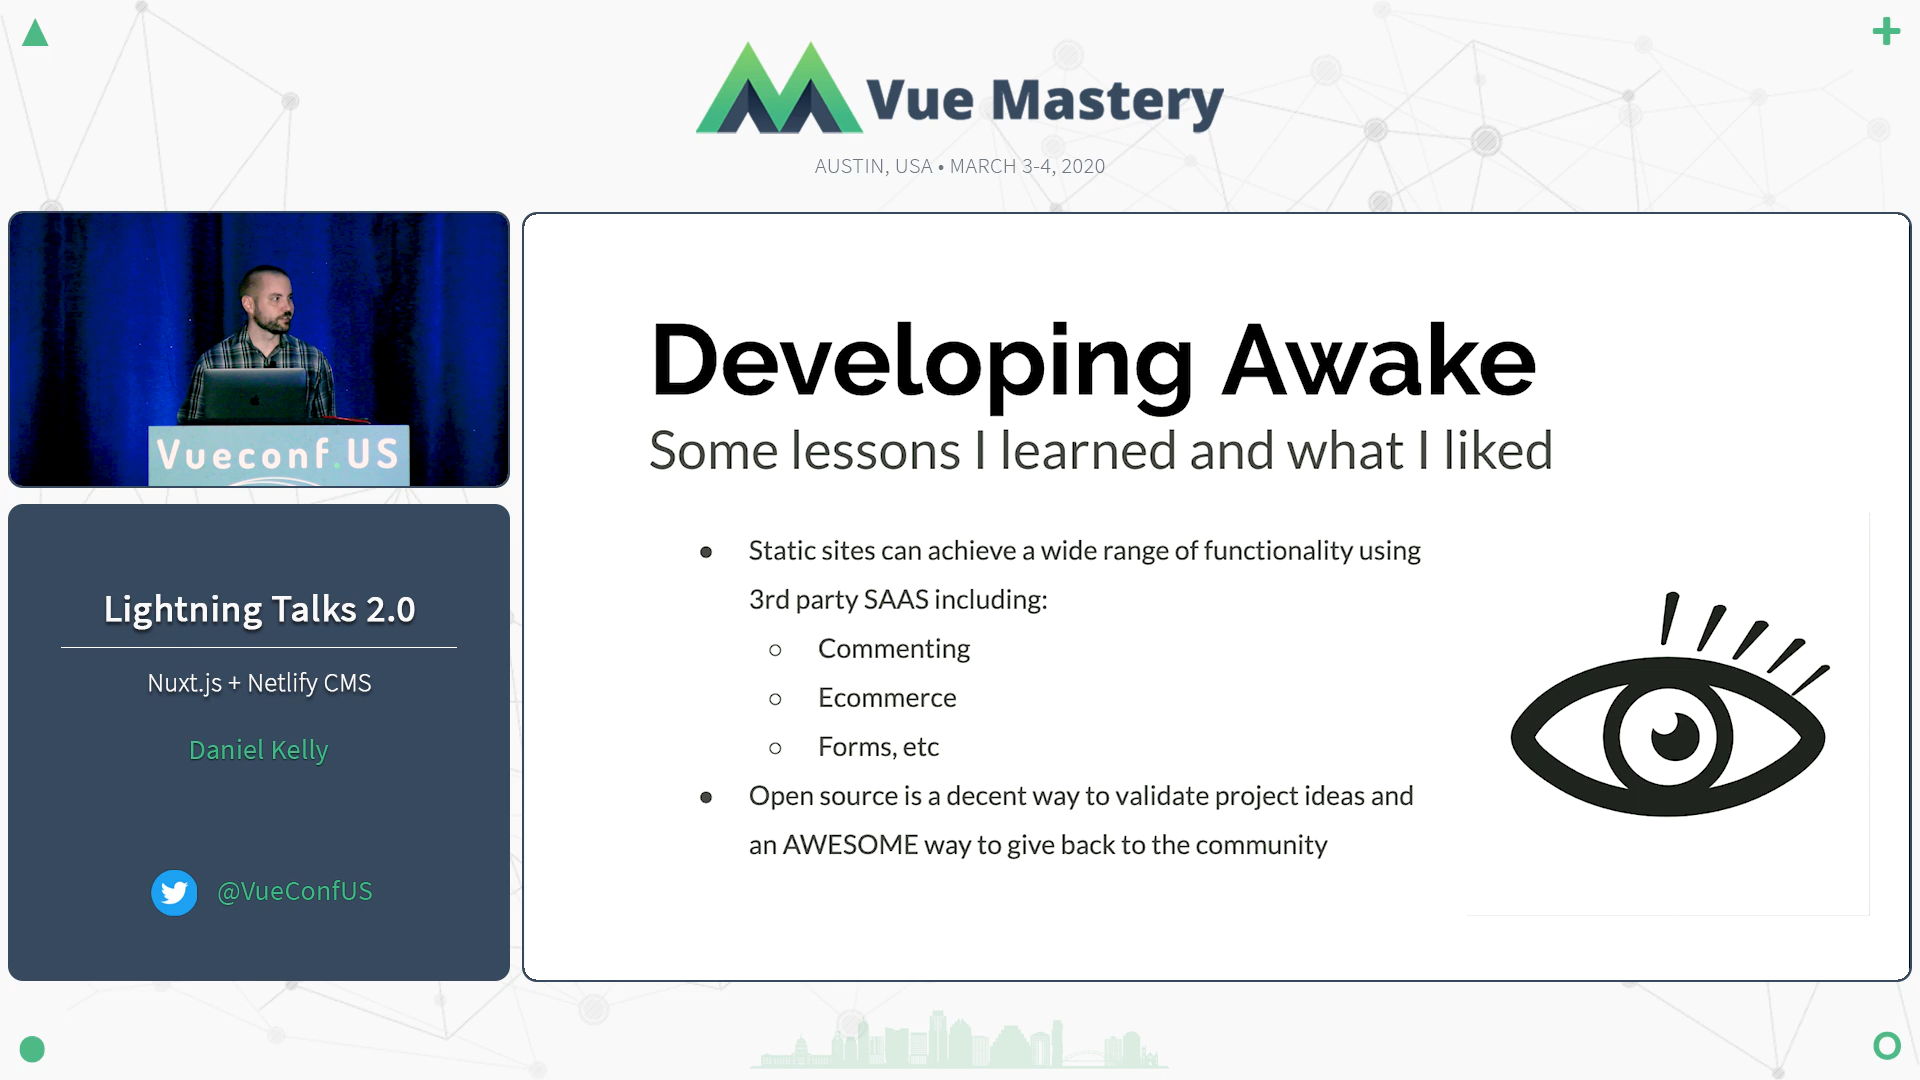 Vue Mastery
AUSTIN, USA • MARCH 3-4, 2020
Vueconf.US
Lightning Talks 2.0
Nuxt.js + Netlify CMS
Daniel Kelly
@VueConfUS
Developing Awake
Some lessons I learned and what I liked
● Static sites can achieve a wide range of functionality using
3rd party SAAS including:
○ Commenting
○ Ecommerce
○ Forms, etc
● Open source is a decent way to validate project ideas and
an AWESOME way to give back to the community